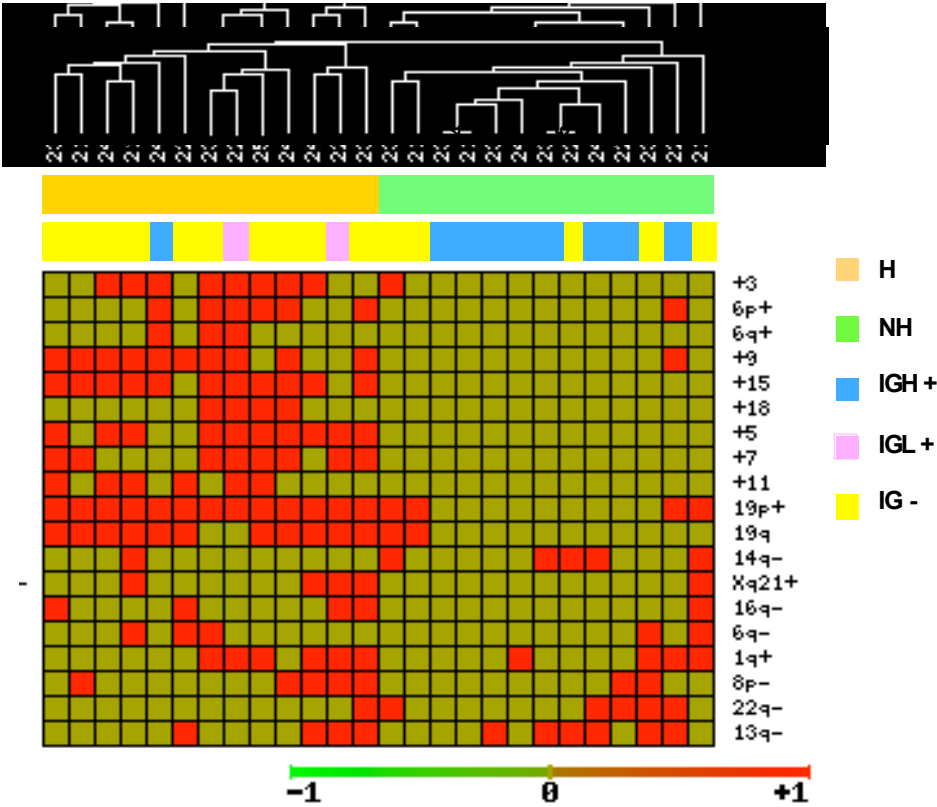 +3
6p+
6q+
+9
+15
+18
+5
+7
+11
19p+
19q
14q-
Xq21+
16q-
6q-
1q+
8p-
22q-
13q-
-
H
NH
IGH +
IGL +
IG -
-1 0 +1